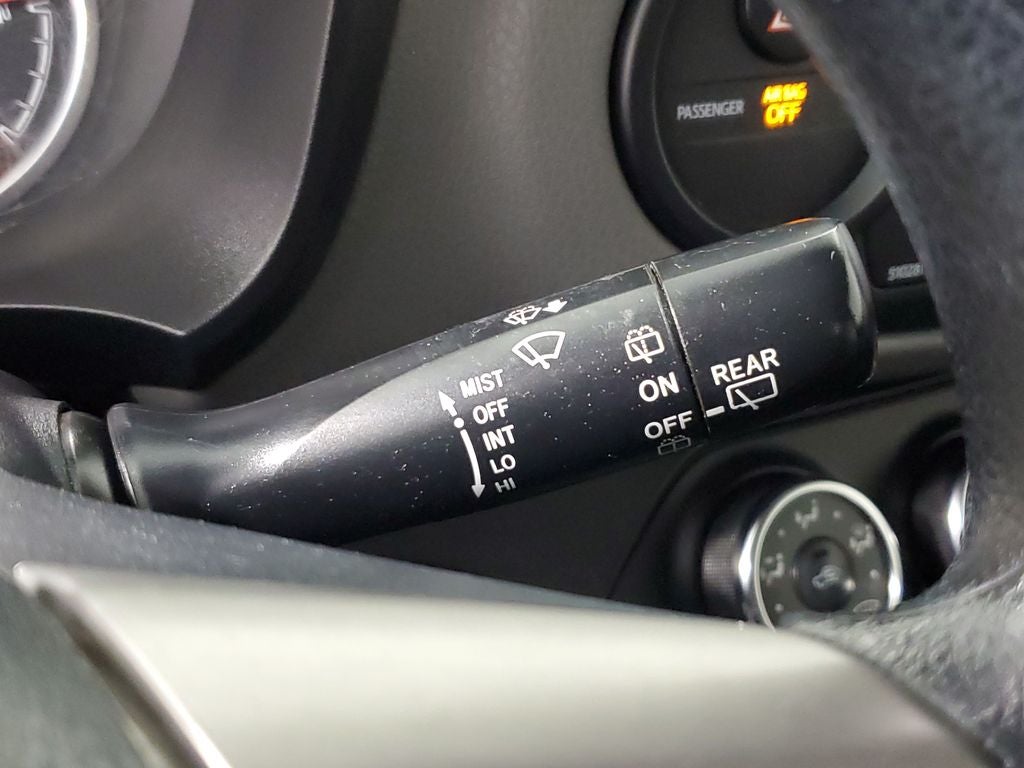 PASSENGER
AIR BAG
OFF
MIST
OFF
INT
LO
HI
ON
OFF
REAR